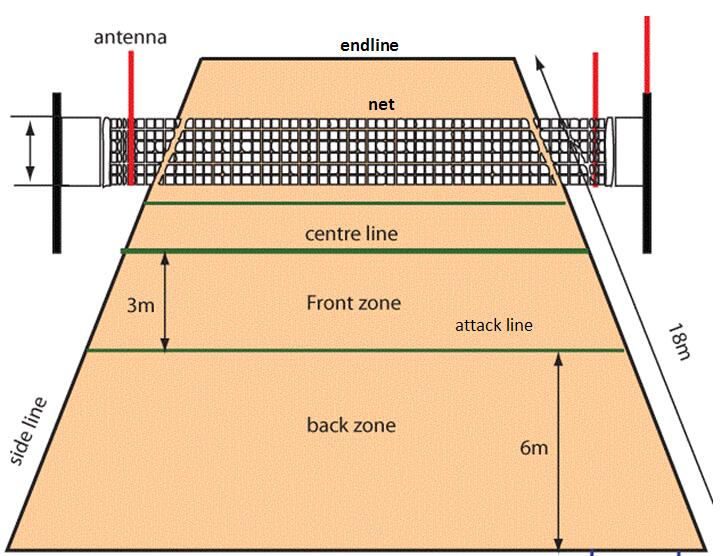 antenna
endline
net
centre line
3m
Front zone
attack line
18m
side line
back zone
6m